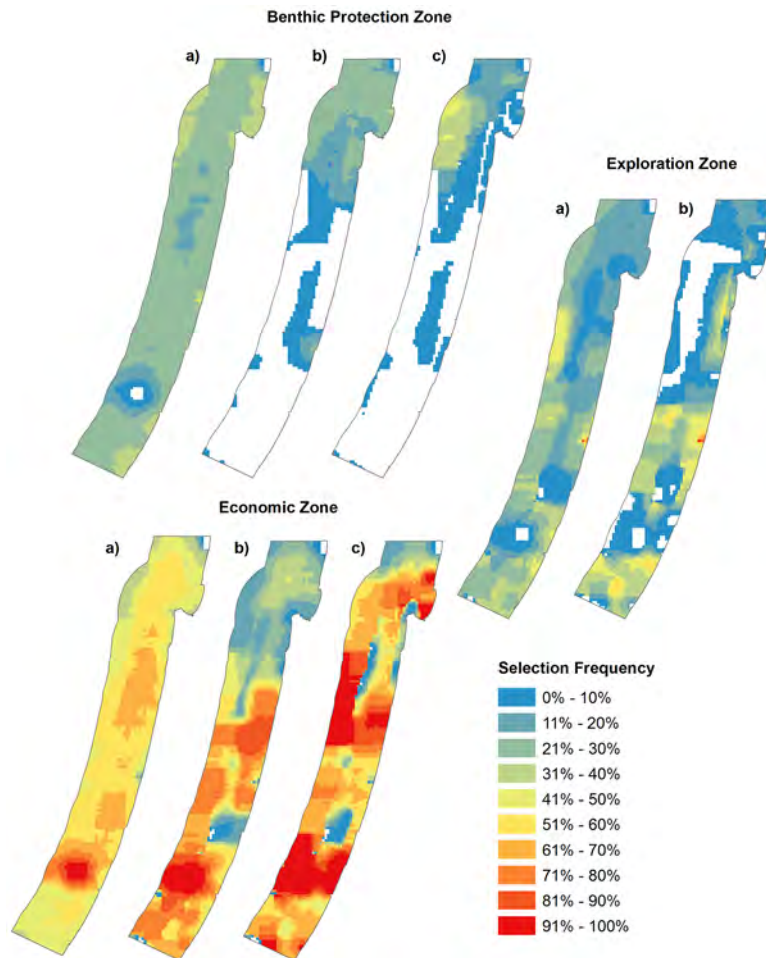 Benthic Protection Zone
a) b) c)
Exploration Zone
a) b)
Economic Zone
a) b) c)
Selection Frequency
0% - 10%
11% - 20%
21% - 30%
31% - 40%
41% - 50%
51% - 60%
61% - 70%
71% - 80%
81% - 90%
91% - 100%